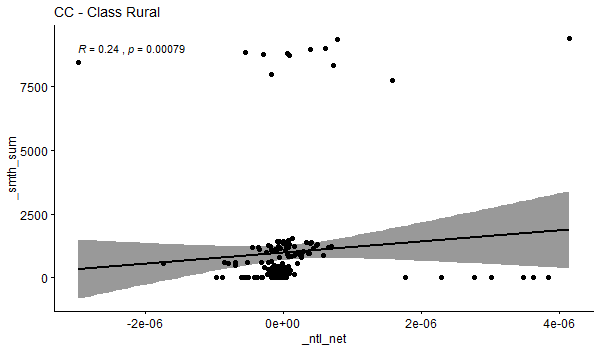 CC - Class Rural
R = 0.24 , p = 0.00079
7500
5000
2500
0
_smth_sum
-2e-06
0e+00
2e-06
4e-06
_ntl_net